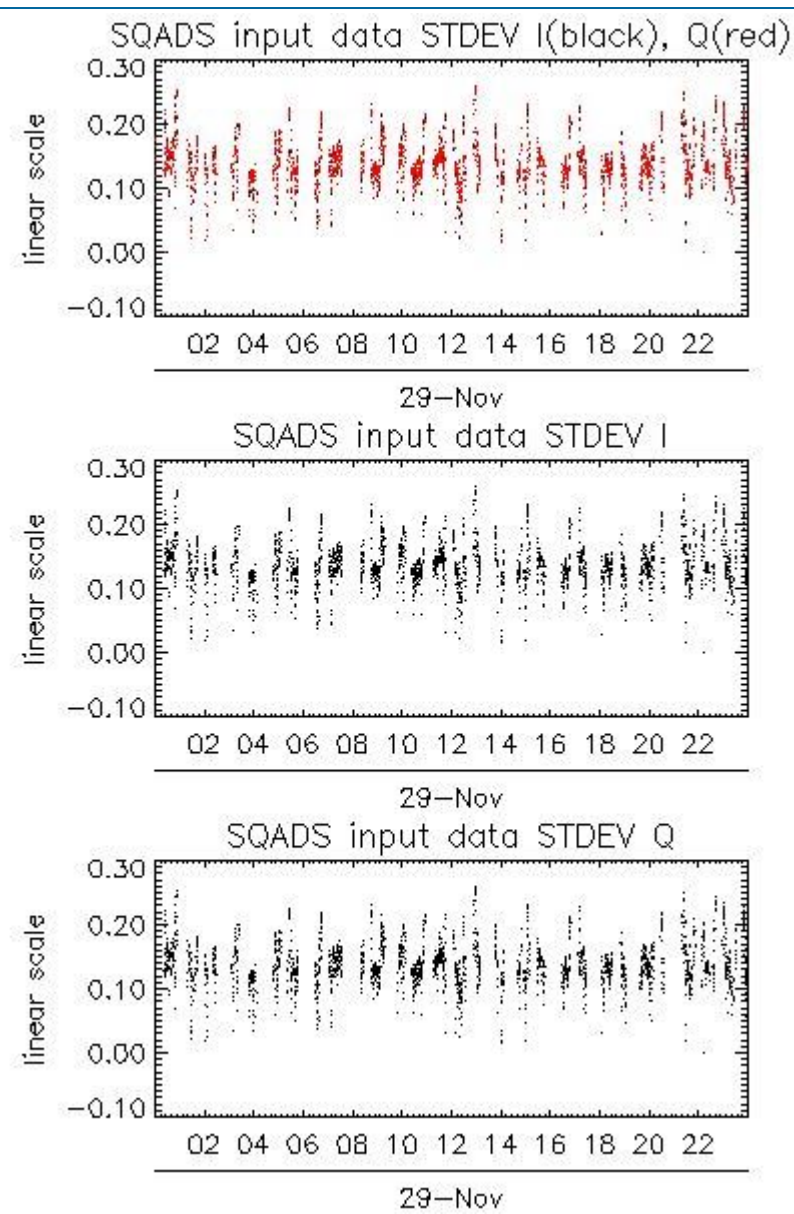 SQADS input data STDEV I(black), Q(red)
0.30
0.20
0.10
0.00
−0.10
linear scale
02 04 06 08 10 12 14 16 18 20 22
29−Nov
SQADS input data STDEV I
0.30
0.20
0.10
0.00
−0.10
linear scale
02 04 06 08 10 12 14 16 18 20 22
29−Nov
SQADS input data STDEV Q
0.30
0.20
0.10
0.00
−0.10
linear scale
02 04 06 08 10 12 14 16 18 20 22
29−Nov